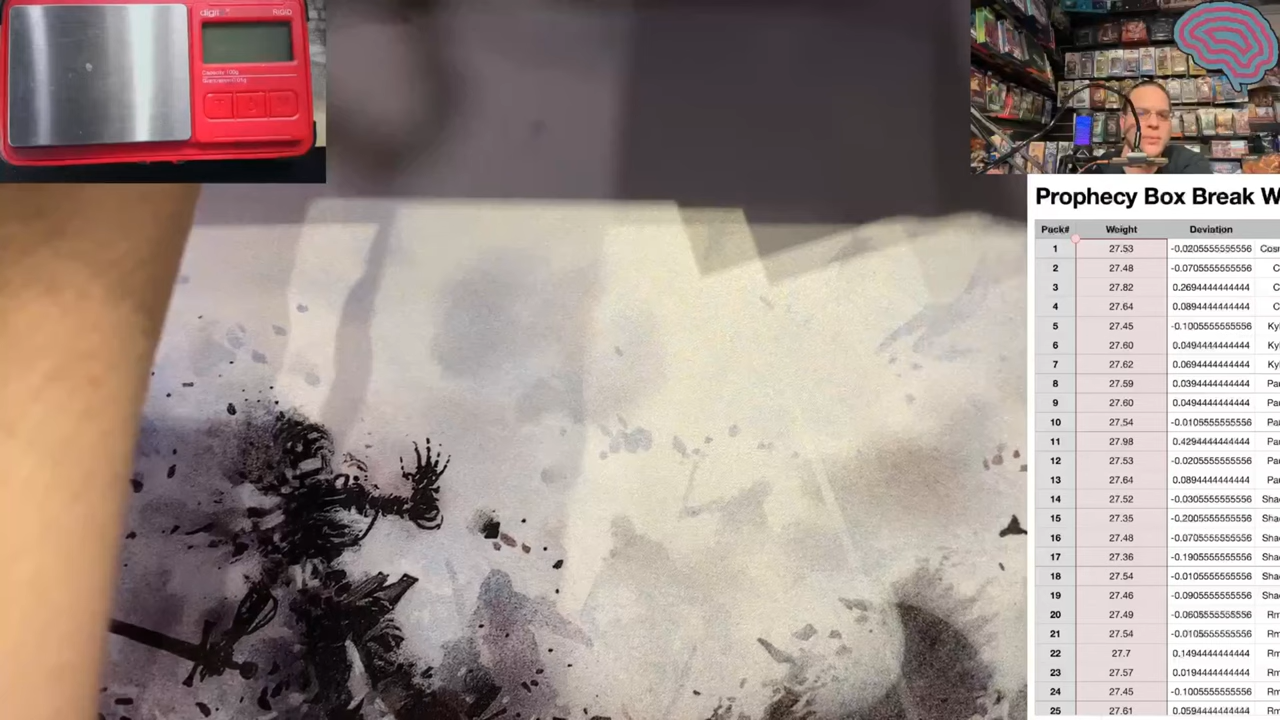 digit
Capacity 100g
Prophecy Box Break W
Pack# Weight Deviation
1 27.53 -0.0205555555556
2 27.48 -0.0705555555556
3 27.82 0.2694444444444
4 27.64 0.0894444444444
5 27.45 -0.1005555555556
6 27.60 0.0494444444444
7 27.62 0.0694444444444
8 27.59 0.0394444444444
9 27.60 0.0494444444444
10 27.54 -0.0105555555556
11 27.98 0.4294444444444
12 27.53 -0.0205555555556
13 27.64 0.0894444444444
14 27.52 -0.0305555555556
15 27.35 -0.2005555555556
16 27.48 -0.0705555555556
17 27.36 -0.1905555555556
18 27.54 -0.0105555555556
19 27.46 -0.0905555555556
20 27.49 -0.0605555555556
21 27.54 -0.0105555555556
22 27.7 0.1494444444444
23 27.57 0.0194444444444
24 27.45 -0.1005555555556
25 27.61 0.0594444444444